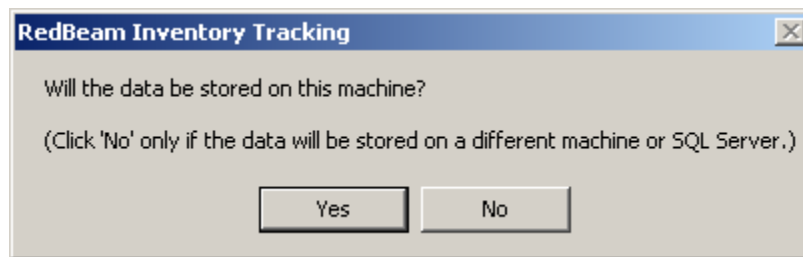 RedBeam Inventory Tracking
Will the data be stored on this machine?
(Click 'No' only if the data will be stored on a different machine or SQL Server.)
Yes No